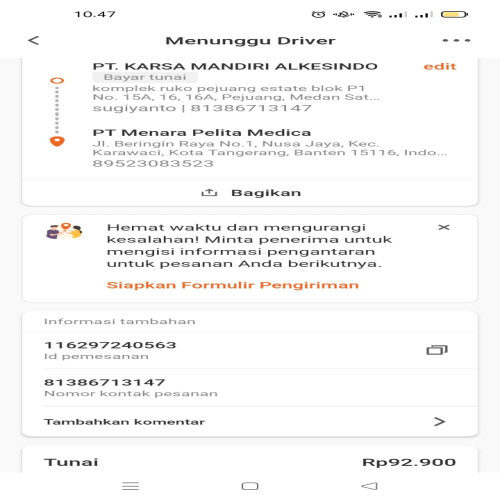 10.47
Menunggu Driver
PT. KARSA MANDIRI ALKESINDO
edit
Bayar tunai
komplek ruko pejuang estate blok P1
No. 15A, 16, 16A, Pejuang, Medan Sat...
sugiyanto | 81386713147
PT Menara Pelita Medica
Jl. Beringin Raya No.1, Nusa Jaya, Kec.
Karawaci, Kota Tangerang, Banten 15116, Indo...
89523083523
Bagikan
Hemat waktu dan mengurangi
kesalahan! Minta penerima untuk
mengisi informasi pengantaran
untuk pesanan Anda berikutnya.
Siapkan Formulir Pengiriman
Informasi tambahan
116297240563
Id pemesanan
81386713147
Nomor kontak pesanan
Tambahkan komentar
Tunai
Rp92.900